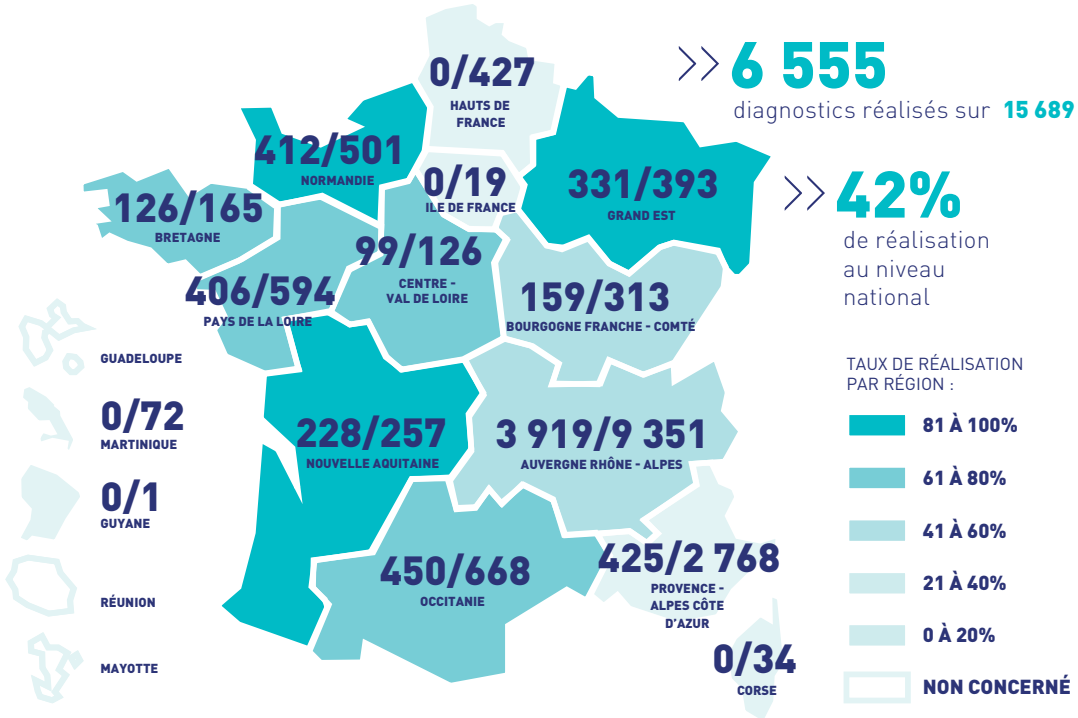 0/427
HAUTS DE
FRANCE
>> 6 555
diagnostics réalisés sur 15 689
412/501
NORMANDIE
0/19
ILE DE FRANCE
331/393
GRAND EST
>> 42%
de réalisation
au niveau
national
126/165
BRETAGNE
99/126
CENTRE -
VAL DE LOIRE
406/594
PAYS DE LA LOIRE
159/313
BOURGOGNE FRANCHE - COMTÉ
GUADELOUPE
0/72
MARTINIQUE
0/1
GUYANE
RÉUNION
MAYOTTE
228/257
NOUVELLE AQUITAINE
3 919/9 351
AUVERGNE RHÔNE - ALPES
450/668
OCCITANIE
425/2 768
PROVENCE -
ALPES CÔTE
D'AZUR
0/34
CORSE
TAUX DE RÉALISATION
PAR RÉGION :
81 À 100%
61 À 80%
41 À 60%
21 À 40%
0 À 20%
NON CONCERNÉ